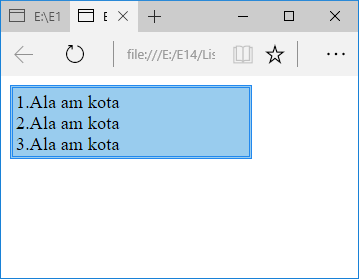 E:\E1
E
file:///E:/E14/Lis
1.Ala am kota
2.Ala am kota
3.Ala am kota